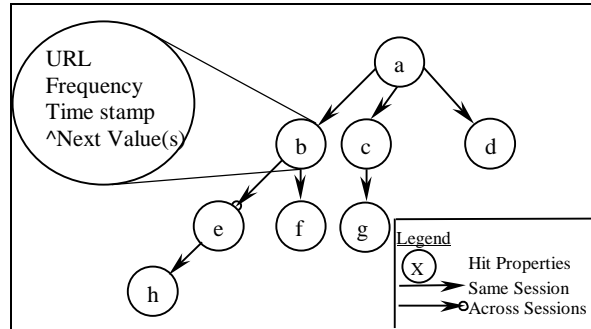 URL
Frequency
Time stamp
^Next Value(s)
a
b
c
d
e
f
g
h
Legend
X
Hit Properties
Same Session
Across Sessions